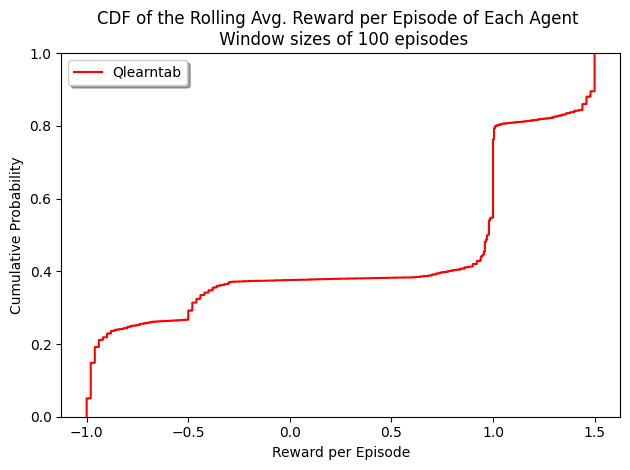 CDF of the Rolling Avg. Reward per Episode of Each Agent
Window sizes of 100 episodes
Qlearntab
1.0
0.8
0.6
0.4
0.2
0.0
Cumulative Probability
−1.0 −0.5 0.0 0.5 1.0 1.5
Reward per Episode